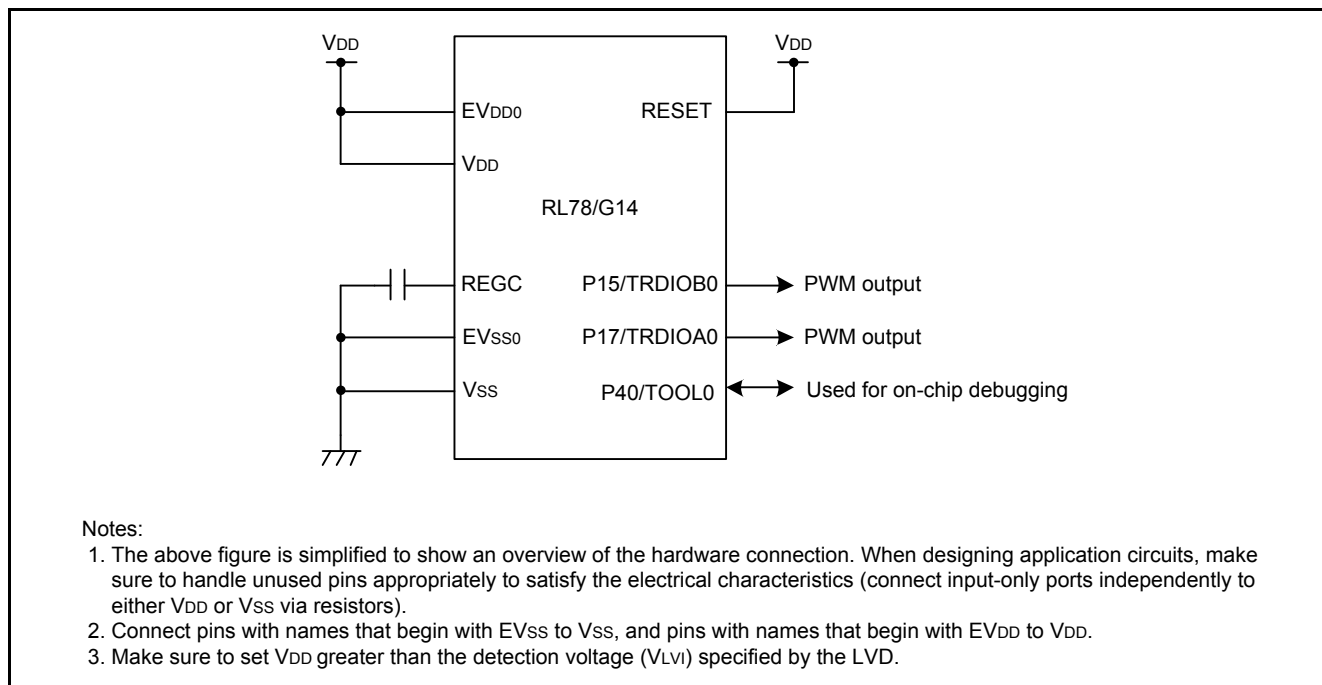 VDD
VDD
EVDD0
RESET
VDD
RL78/G14
REGC
P15/TRDIOB0
PWM output
EVSS0
P17/TRDIOA0
PWM output
VSS
P40/TOOL0
Used for on-chip debugging
Notes:
1. The above figure is simplified to show an overview of the hardware connection. When designing application circuits, make
sure to handle unused pins appropriately to satisfy the electrical characteristics (connect input-only ports independently to
either VDD or VSS via resistors).
2. Connect pins with names that begin with EVSS to VSS, and pins with names that begin with EVDD to VDD.
3. Make sure to set VDD greater than the detection voltage (VLVI) specified by the LVD.